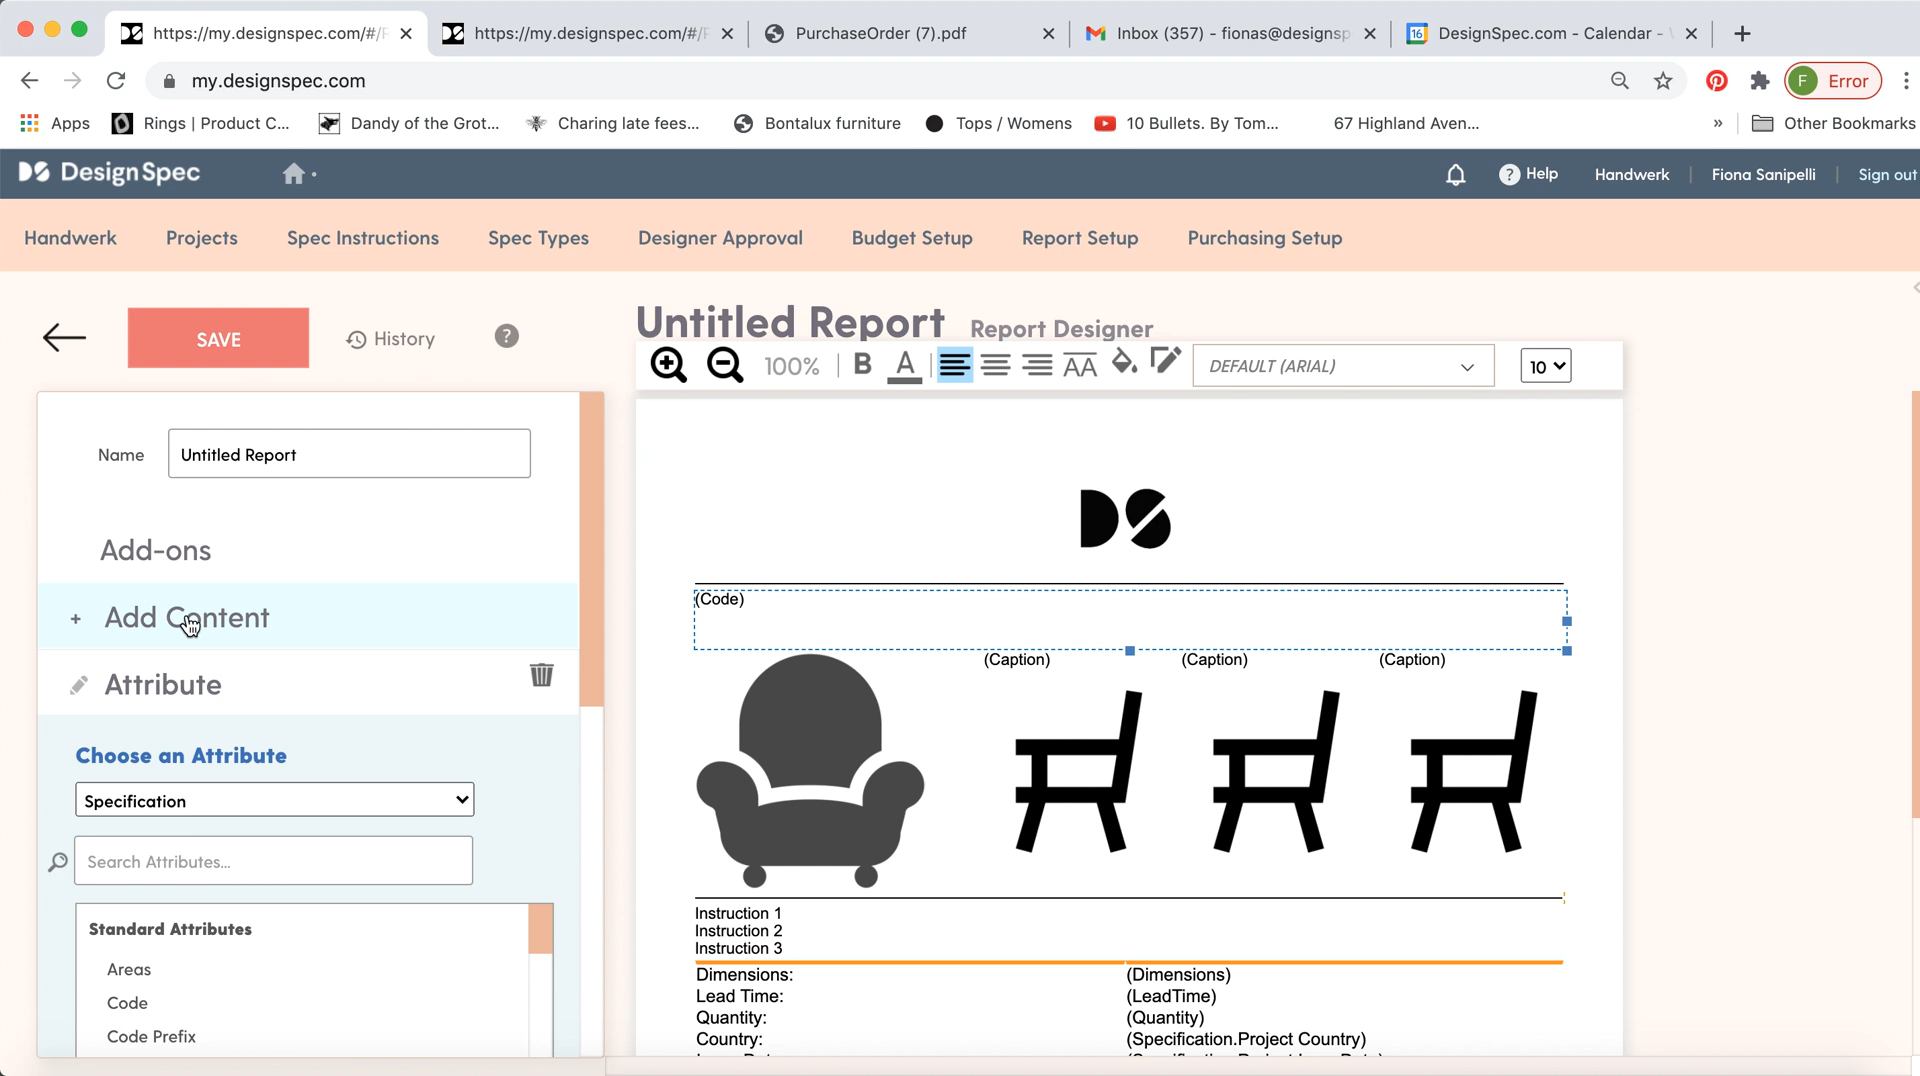 https://my.designspec.com/#/
https://my.designspec.com/#/
PurchaseOrder (7).pdf
Inbox (357) - fionas@designsp
16
DesignSpec.com - Calendar -
my.designspec.com
F
Error
Apps
Rings | Product C...
Dandy of the Grot...
Charing late fees...
Bontalux furniture
Tops / Womens
10 Bullets. By Tom...
67 Highland Aven...
»
Other Bookmarks
DS DesignSpec
? Help
Handwerk
Fiona Sanipelli
Sign out
Handwerk
Projects
Spec Instructions
Spec Types
Designer Approval
Budget Setup
Report Setup
Purchasing Setup
SAVE
History
?
Untitled Report
Report Designer
100%
B
A
AA
DEFAULT (ARIAL)
10
Name
Untitled Report
Add-ons
+ Add Content
Attribute
Choose an Attribute
Specification
Search Attributes...
Standard Attributes
Areas
Code
Code Prefix
DS
(Code)
(Caption)
(Caption)
(Caption)
Instruction 1
Instruction 2
Instruction 3
Dimensions:
(Dimensions)
Lead Time:
(LeadTime)
Quantity:
(Quantity)
Country:
(Specification.Project Country)